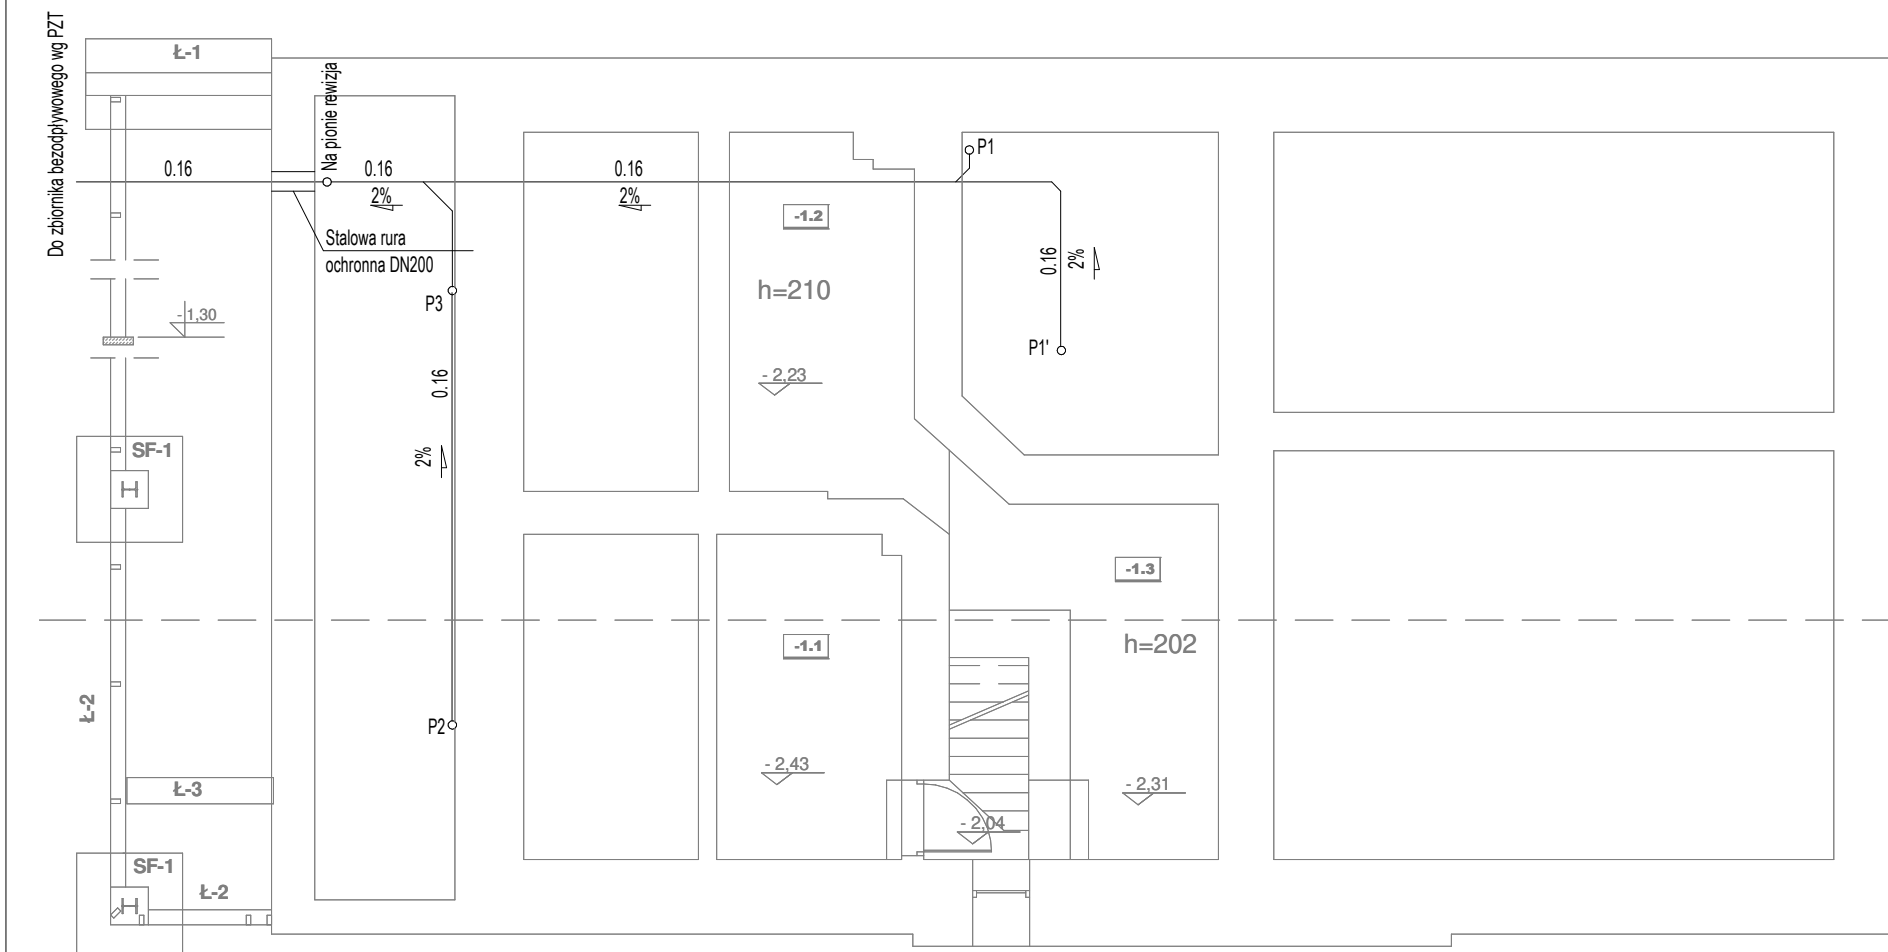 Do zbiornika bezodpływowego wg PZT
Ł-1
Na pionie rewizja
0.16
0.16
2%
0.16
2%
P1
Stalowa rura
ochronna DN200
-1.2
0.16
2%
h=210
P3
- 1,30
P1'
- 2,23
0.16
2%
SF-1
H
-1.3
-1.1
h=202
Ł-2
P2
- 2,43
- 2,31
Ł-3
- 2,04
SF-1
H
Ł-2